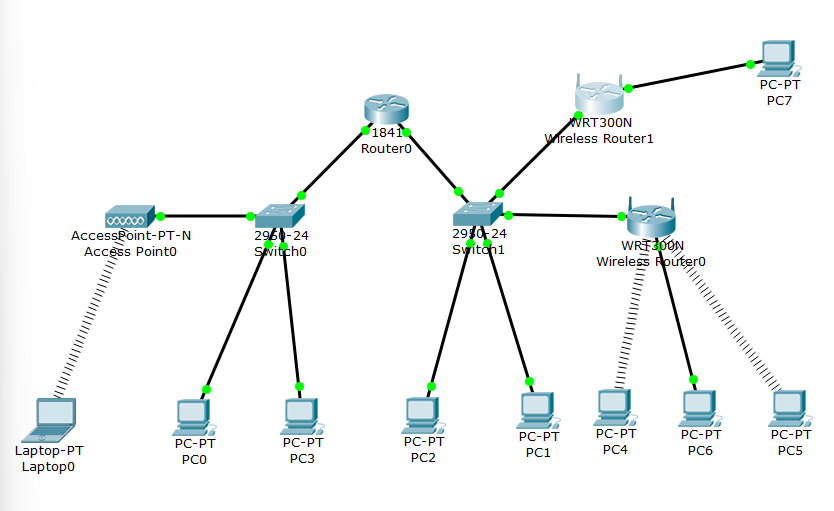 PC-PT
PC7
WRT300N
Wireless Router1
1841
Router0
AccessPoint-PT-N
Access Point0
2950-24
Switch0
2950-24
Switch1
WRT300N
Wireless Router0
Laptop-PT
Laptop0
PC-PT
PC0
PC-PT
PC3
PC-PT
PC2
PC-PT
PC1
PC-PT
PC4
PC-PT
PC6
PC-PT
PC5